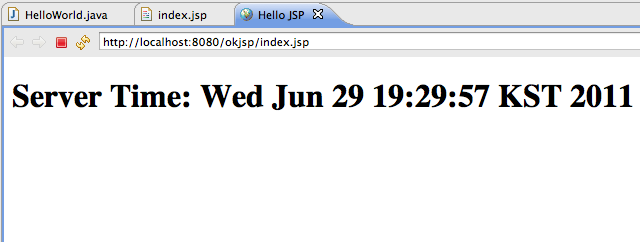 HelloWorld.java index.jsp Hello JSP
http://localhost:8080/okjsp/index.jsp
Server Time: Wed Jun 29 19:29:57 KST 2011